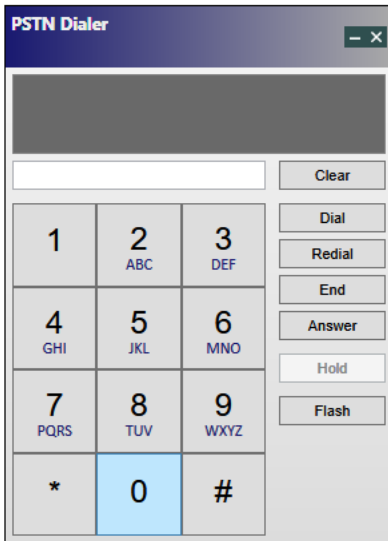 PSTN Dialer
Clear
Dial
Redial
End
Answer
Hold
Flash
1 2 3
ABC DEF
4 5 6
GHI JKL MNO
7 8 9
PQRS TUV WXYZ
* 0 #